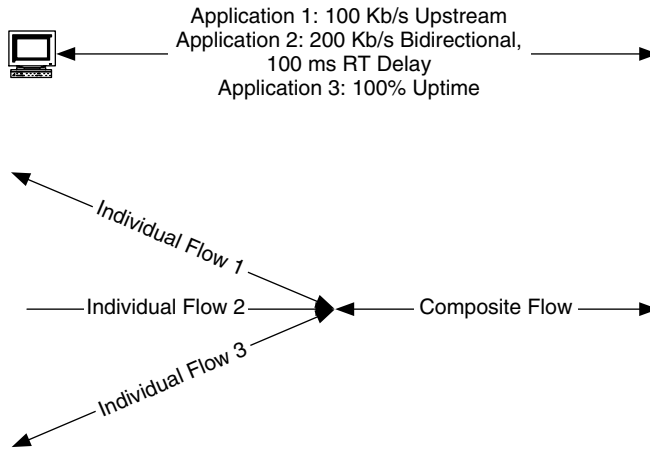 Application 1: 100 Kb/s Upstream
Application 2: 200 Kb/s Bidirectional,
100 ms RT Delay
Application 3: 100% Uptime
Individual Flow 1
Individual Flow 2
Composite Flow
Individual Flow 3